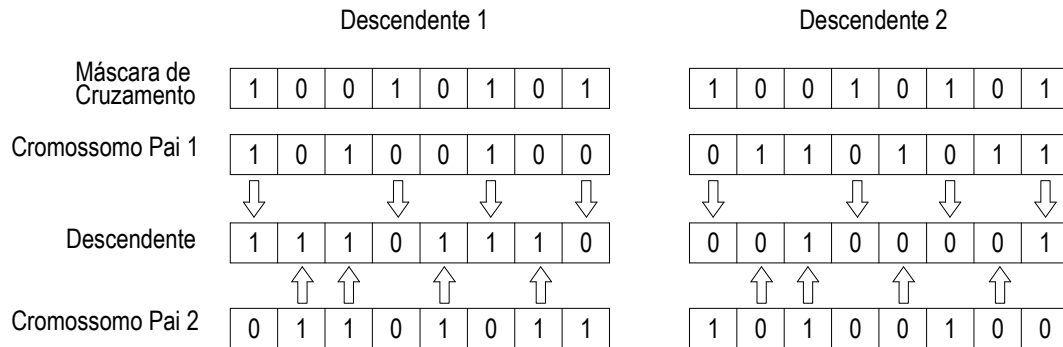 Descendente 1 Descendente 2
Máscara de
Cruzamento 1 0 0 1 0 1 0 1 1 0 0 1 0 1 0 1
Cromossomo Pai 1 1 0 1 0 0 1 0 0 0 1 1 0 1 0 1 1
Descendente 1 1 1 0 1 1 1 0 0 0 1 0 0 0 0 1
Cromossomo Pai 2 0 1 1 0 1 0 1 1 1 0 1 0 0 1 0 0